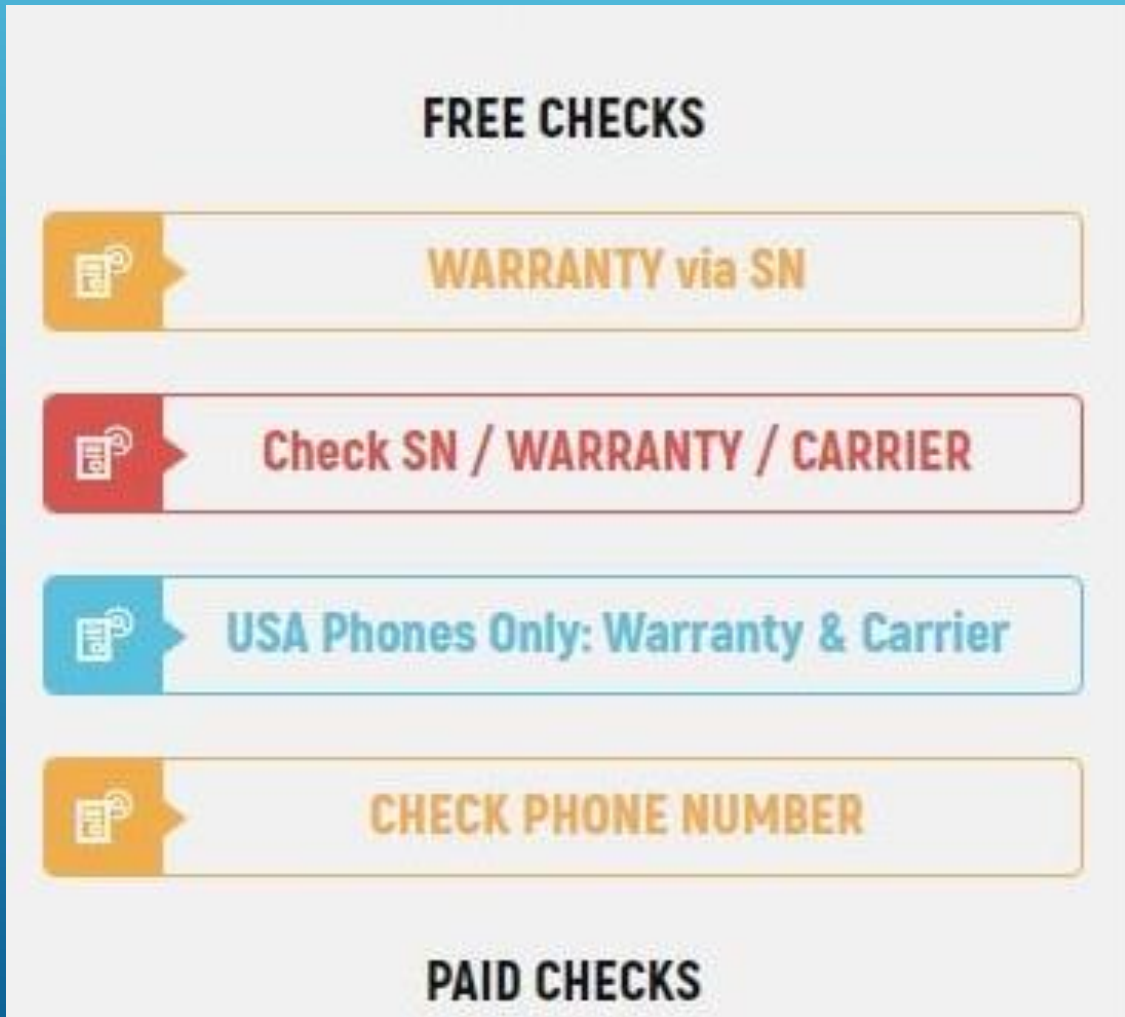 FREE CHECKS
WARRANTY via SN
Check SN / WARRANTY / CARRIER
USA Phones Only: Warranty & Carrier
CHECK PHONE NUMBER
PAID CHECKS